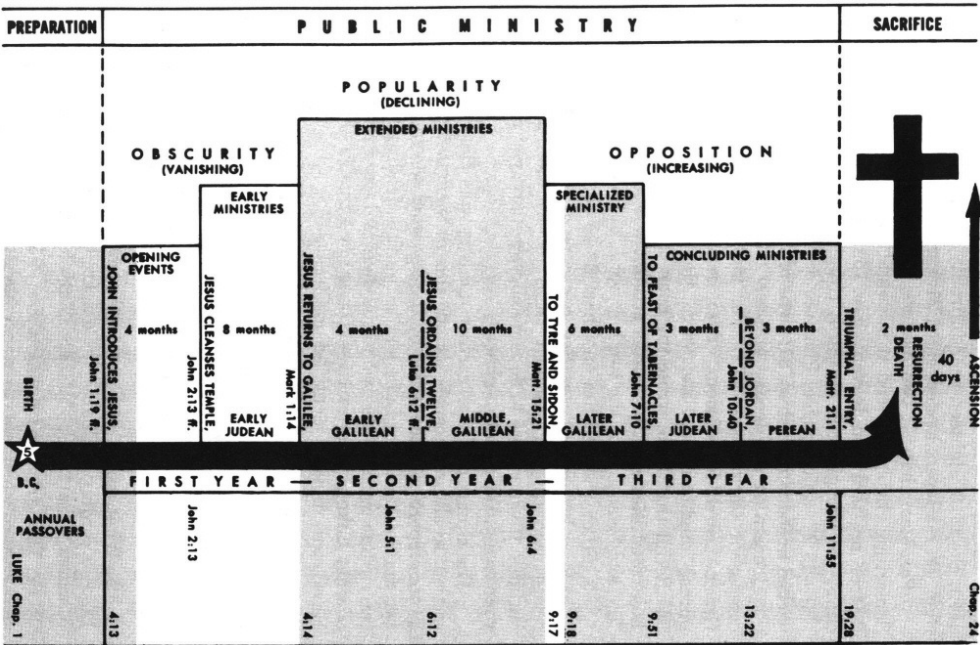 PREPARATION
PUBLIC MINISTRY
SACRIFICE
POPULARITY
(DECLINING)
EXTENDED MINISTRIES
OBSCURITY
(VANISHING)
OPPOSITION
(INCREASING)
EARLY
MINISTRIES
SPECIALIZED
MINISTRY
OPENING
EVENTS
CONCLUDING MINISTRIES
BIRTH
JOHN INTRODUCES JESUS,
John 1:19 ff.
4 months
JESUS CLEANSES TEMPLE,
John 2:13 ff.
8 months
EARLY
JUDEAN
JESUS RETURNS TO GALILEE,
Mark 1:14
4 months
EARLY
GALILEAN
JESUS ORDAINS TWELVE,
Luke 6:12 ff.
10 months
MIDDLE,
GALILEAN
TO TYRE AND SIDON,
Matt. 15:21
6 months
LATER
GALILEAN
TO FEAST OF TABERNACLES,
John 7:10
3 months
LATER
JUDEAN
BEYOND JORDAN,
John 10:40
3 months
PEREAN
TRIUMPHAL ENTRY,
Matt. 21:1
2 months
DEATH
RESURRECTION
40
days
ASCENSION
5
B.C.
FIRST YEAR — SECOND YEAR — THIRD YEAR
ANNUAL
PASSOVERS
John 2:13
John 5:1
John 6:4
John 11:55
LUKE Chap. 1
4:13
4:14
6:12
9:17
9:18
9:51
13:22
19:28
Chap. 24